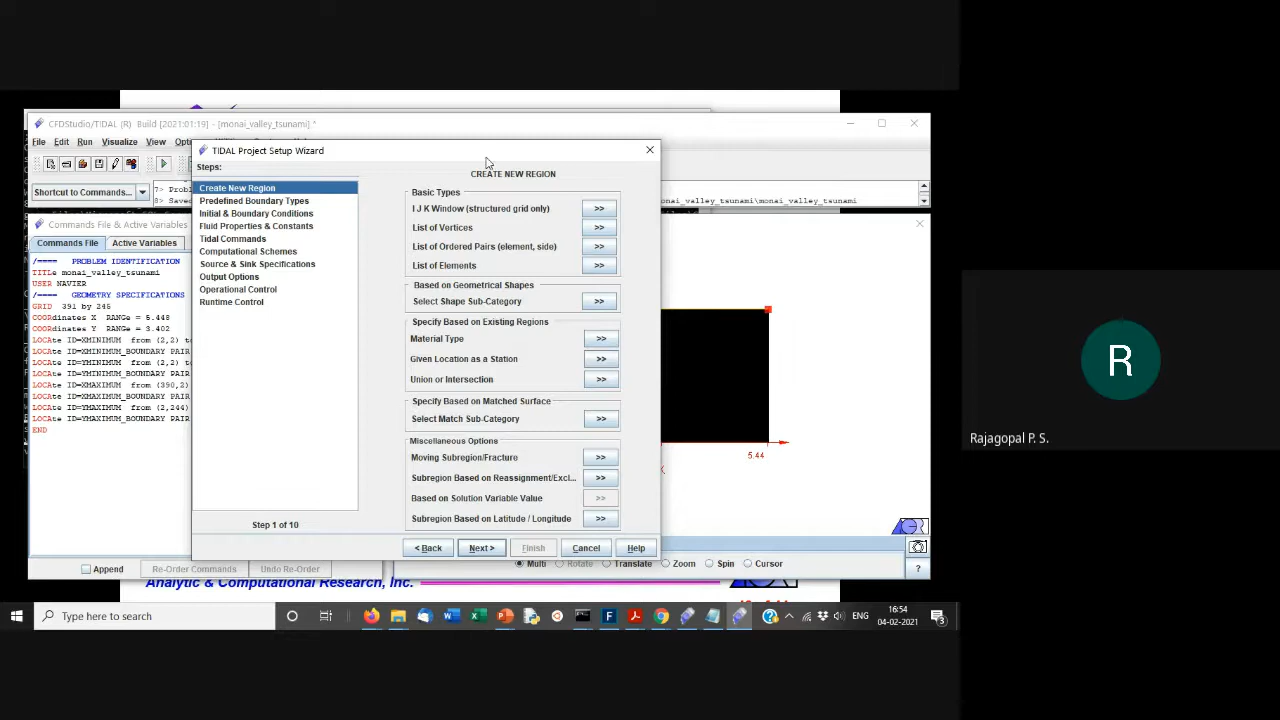 CFDStudio/TIDAL (R) Build [2021:01:19] - [monai_valley_tsunami] *
File Edit Run Visualize View
Shortcut to Commands...
Commands File & Active Variables
Commands File Active Variables
/==== PROBLEM IDENTIFICATION
TITLe monai_valley_tsunami
USER NAVIER
/==== GEOMETRY SPECIFICATIONS
GRID 391 by 245
COORdinates X RANGe = 5.448
COORdinates Y RANGe = 3.402
LOCAte ID=XMINIMUM from (2,2)
LOCAte ID=XMINIMUM_BOUNDARY PAIR
LOCAte ID=YMINIMUM from (2,2) to
LOCAte ID=YMINIMUM_BOUNDARY PAIR
LOCAte ID=XMAXIMUM from (390,2)
LOCAte ID=XMAXIMUM_BOUNDARY PAIR
LOCAte ID=YMAXIMUM from (2,244)
LOCAte ID=YMAXIMUM_BOUNDARY PAIR
END
Append Re-Order Commands Undo Re-Order
TIDAL Project Setup Wizard
Steps:
Create New Region
Predefined Boundary Types
Initial & Boundary Conditions
Fluid Properties & Constants
Tidal Commands
Computational Schemes
Source & Sink Specifications
Output Options
Operational Control
Runtime Control
Step 1 of 10
CREATE NEW REGION
Basic Types
I J K Window (structured grid only) >>
List of Vertices >>
List of Ordered Pairs (element, side) >>
List of Elements >>
Based on Geometrical Shapes
Select Shape Sub-Category >>
Specify Based on Existing Regions
Material Type >>
Given Location as a Station >>
Union or Intersection >>
Specify Based on Matched Surface
Select Match Sub-Category >>
Miscellaneous Options
Moving Subregion/Fracture >>
Subregion Based on Reassignment/Excl... >>
Based on Solution Variable Value >>
Subregion Based on Latitude / Longitude >>
< Back Next > Finish Cancel Help
monai_valley_tsunami\monai_valley_tsunami
5.44
X
Multi Rotate Translate Zoom Spin Cursor
?
Analytic & Computational Research, Inc.
Type here to search
ENG
16:54
04-02-2021
3
R
Rajagopal P. S.